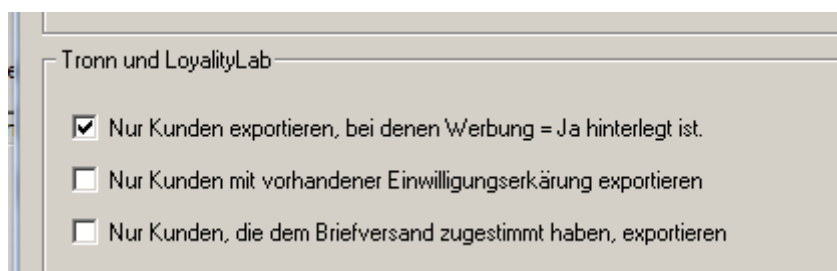 Tronn und LoyalityLab
Nur Kunden exportieren, bei denen Werbung = Ja hinterlegt ist.
Nur Kunden mit vorhandener Einwilligungserkärung exportieren
Nur Kunden, die dem Briefversand zugestimmt haben, exportieren